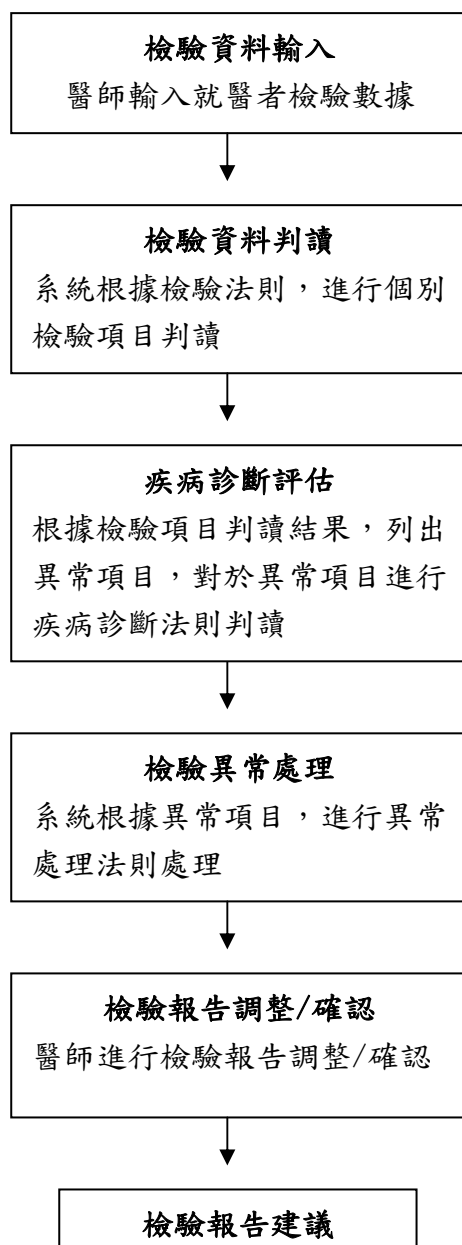 檢驗資料輸入
醫師輸入就醫者檢驗數據
檢驗資料判讀
系統根據檢驗法則，進行個別
檢驗項目判讀
疾病診斷評估
根據檢驗項目判讀結果，列出
異常項目，對於異常項目進行
疾病診斷法則判讀
檢驗異常處理
系統根據異常項目，進行異常
處理法則處理
檢驗報告調整/確認
醫師進行檢驗報告調整/確認
檢驗報告建議